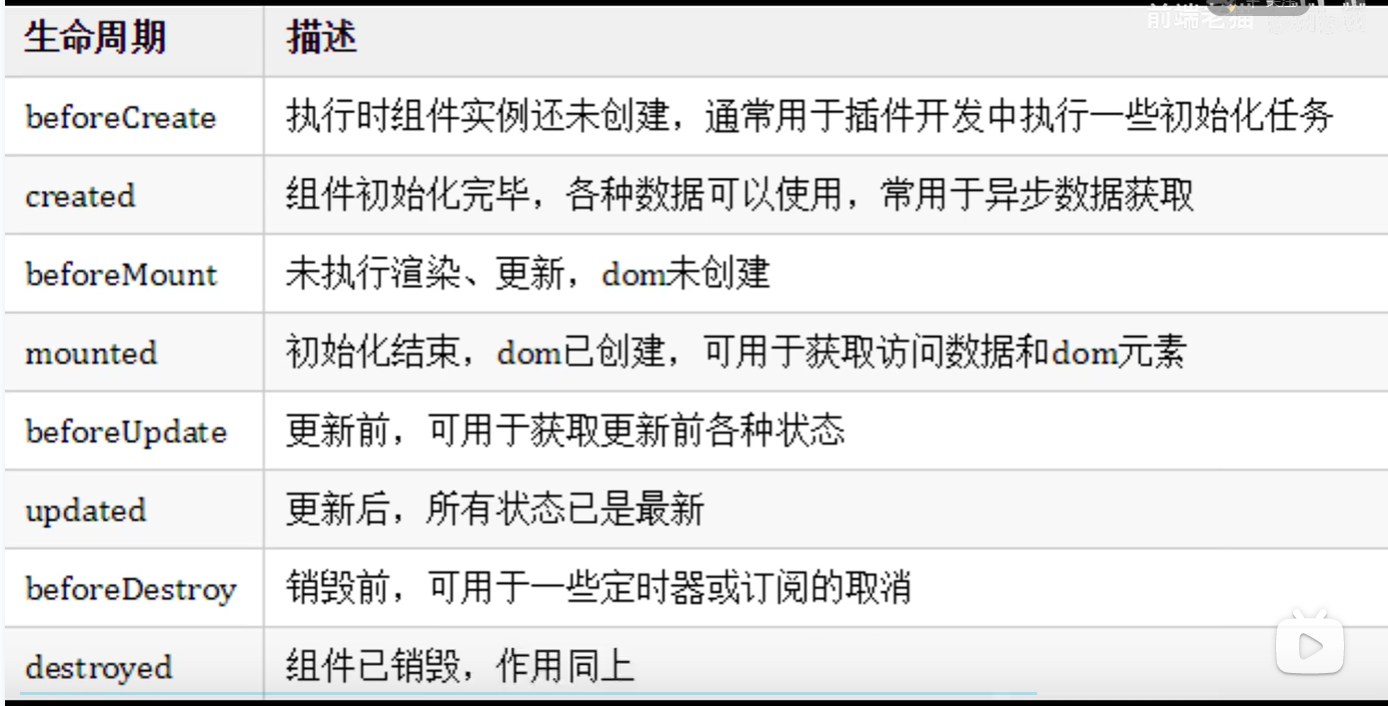 前端老猫
生命周期 描述
beforeCreate 执行时组件实例还未创建，通常用于插件开发中执行一些初始化任务
created 组件初始化完毕，各种数据可以使用，常用于异步数据获取
beforeMount 未执行渲染、更新，dom未创建
mounted 初始化结束，dom已创建，可用于获取访问数据和dom元素
beforeUpdate 更新前，可用于获取更新前各种状态
updated 更新后，所有状态已是最新
beforeDestroy 销毁前，可用于一些定时器或订阅的取消
destroyed 组件已销毁，作用同上